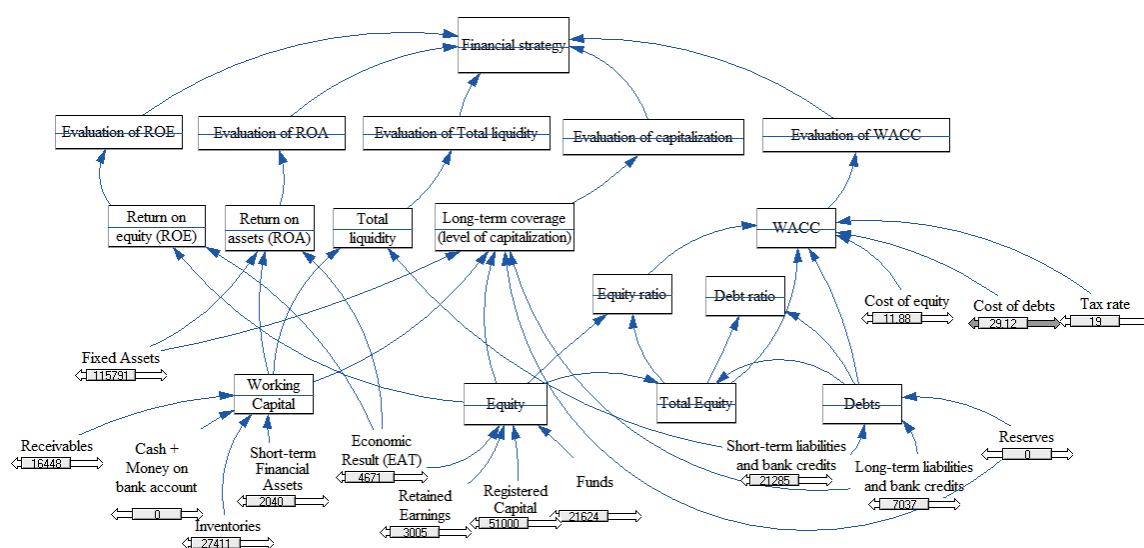 Financial strategy
Evaluation of ROE
Evaluation of ROA
Evaluation of Total liquidity
Evaluation of capitalization
Evaluation of WACC
Return on
equity (ROE)
Return on
assets (ROA)
Total
liquidity
Long-term coverage
(level of capitalization)
WACC
Equity ratio
Debt ratio
Cost of equity
11.88
Cost of debts
29.12
Tax rate
19
Fixed Assets
115791
Working
Capital
Equity
Total Equity
Debts
Receivables
16448
Cash +
Money on
bank account
0
Inventories
27411
Short-term
Financial
Assets
2040
Economic
Result (EAT)
4671
Retained
Earnings
3005
Registered
Capital
51000
Funds
21624
Short-term liabilities
and bank credits
21285
Long-term liabilities
and bank credits
7037
Reserves
0